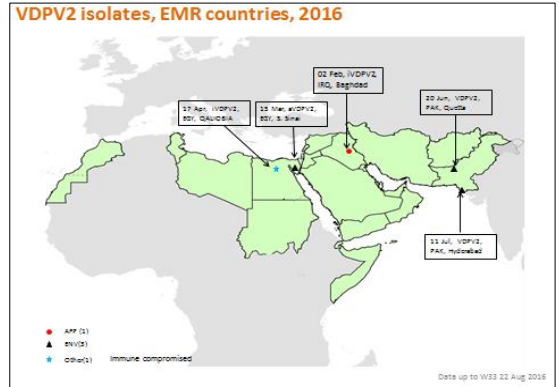 VDPV2 isolates, EMR countries, 2016
02 Feb, iVDPV2,
IRQ, Baghdad
17 Apr, iVDPV2,
EGY, QALIOBIA
15 Mar, aVDPV2,
EGY, S. Sinai
20 Jun, VDPV2,
PAK, Quetta
11 Jul, VDPV2,
PAK, Hyderabad
AFP (1)
ENV(3)
Other(1) Immune compromised
Data up to W33 22 Aug 2016